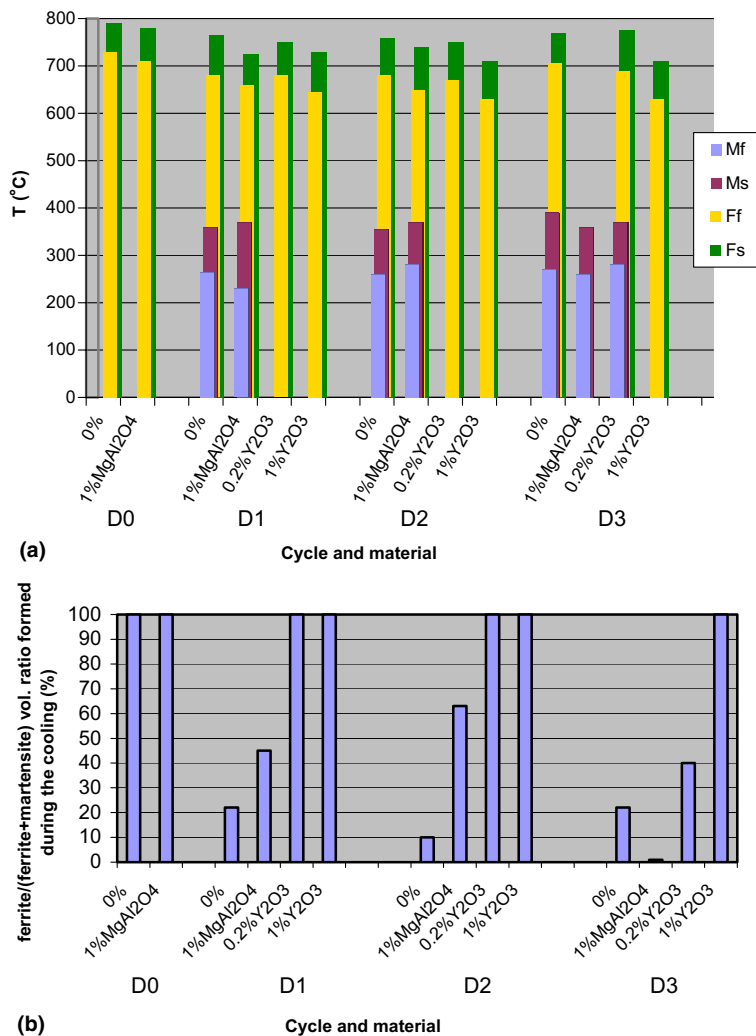 800
700
600
500
400
300
200
100
0
T (°C)
Mf
Ms
Ff
Fs
0%
1%MgAl2O4
0%
1%MgAl2O4
0.2%Y2O3
1%Y2O3
0%
1%MgAl2O4
0.2%Y2O3
1%Y2O3
0%
1%MgAl2O4
0.2%Y2O3
1%Y2O3
D0 D1 D2 D3
(a)
Cycle and material
ferrite/(ferrite+martensite) vol. ratio formed
during the cooling (%)
100
90
80
70
60
50
40
30
20
10
0
0%
1%MgAl2O4
0%
1%MgAl2O4
0.2%Y2O3
1%Y2O3
0%
1%MgAl2O4
0.2%Y2O3
1%Y2O3
0%
1%MgAl2O4
0.2%Y2O3
1%Y2O3
D0 D1 D2 D3
(b)
Cycle and material